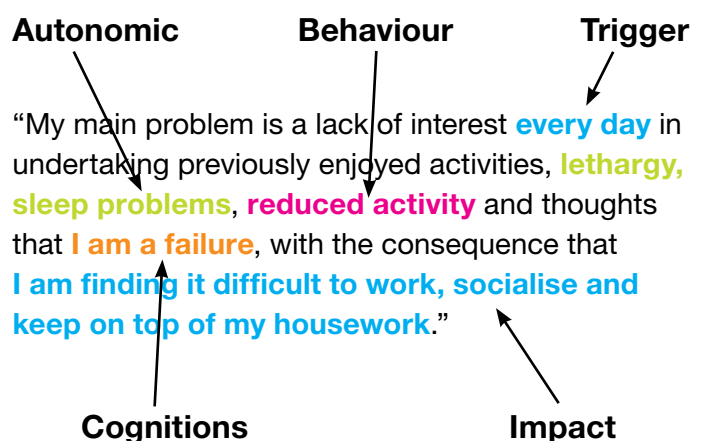 Autonomic Behaviour Trigger
“My main problem is a lack of interest every day in
undertaking previously enjoyed activities, lethargy,
sleep problems, reduced activity and thoughts
that I am a failure, with the consequence that
I am finding it difficult to work, socialise and
keep on top of my housework.”
Cognitions Impact